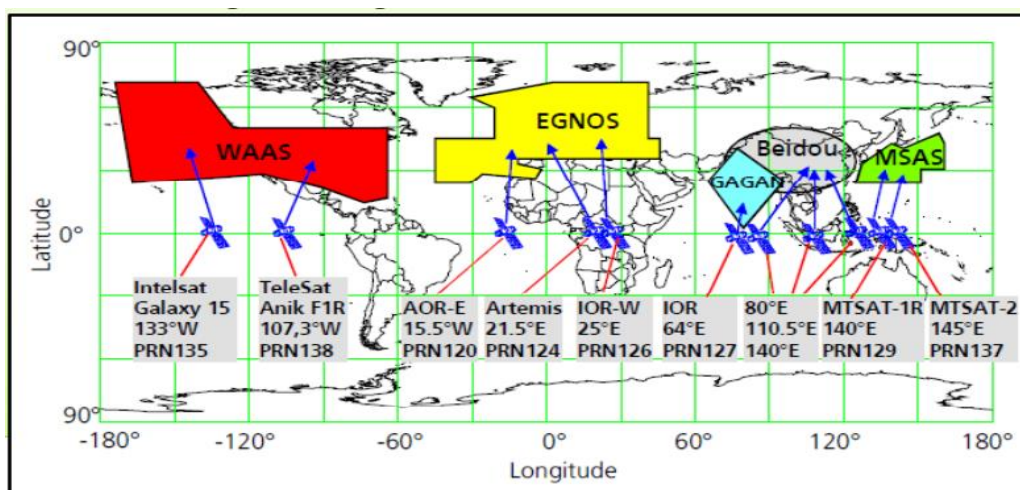 90°
WAAS
EGNOS
Beidou
MSAS
GAGAN
Latitude
0°
Intelsat
Galaxy 15
133°W
PRN135
TeleSat
Anik F1R
107,3°W
PRN138
AOR-E
15.5°W
PRN120
Artemis
21.5°E
PRN124
IOR-W
25°E
PRN126
IOR
64°E
PRN127
80°E
110.5°E
140°E
MTSAT-1R
140°E
PRN129
MTSAT-2
145°E
PRN137
90°
-180°
-120°
-60°
0°
60°
120°
180°
Longitude